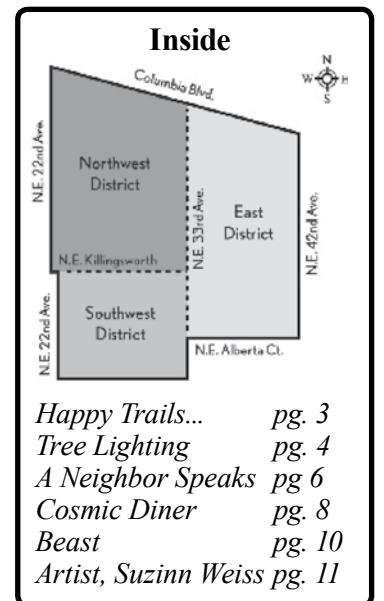 Inside
Columbia Blvd.
N
W E
S
N.E. 22nd Ave.
Northwest
District
N.E. 33rd Ave.
East
District
N.E. 42nd Ave.
N.E. Killingsworth
N.E. 22nd Ave.
Southwest
District
N.E. Alberta Ct.
Happy Trails... pg. 3
Tree Lighting pg. 4
A Neighbor Speaks pg 6
Cosmic Diner pg. 8
Beast pg. 10
Artist, Suzinn Weiss pg. 11